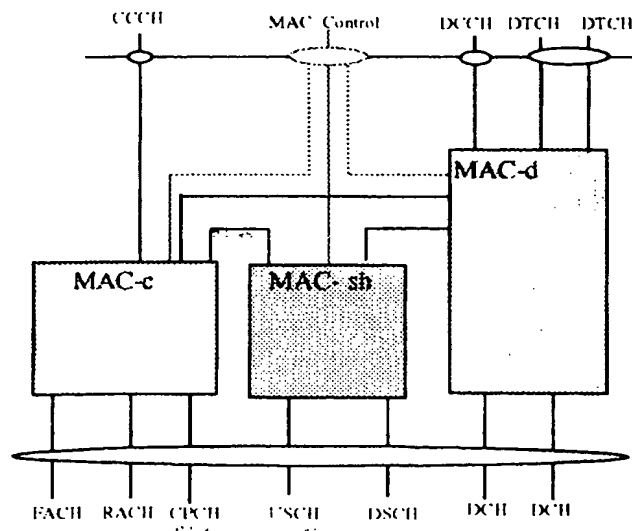 CCCH MAC Control DCCH DTCH DTCH
MAC-d
MAC-c MAC- sh
FACH RACH CPCH USCH DSCH DCH DCH